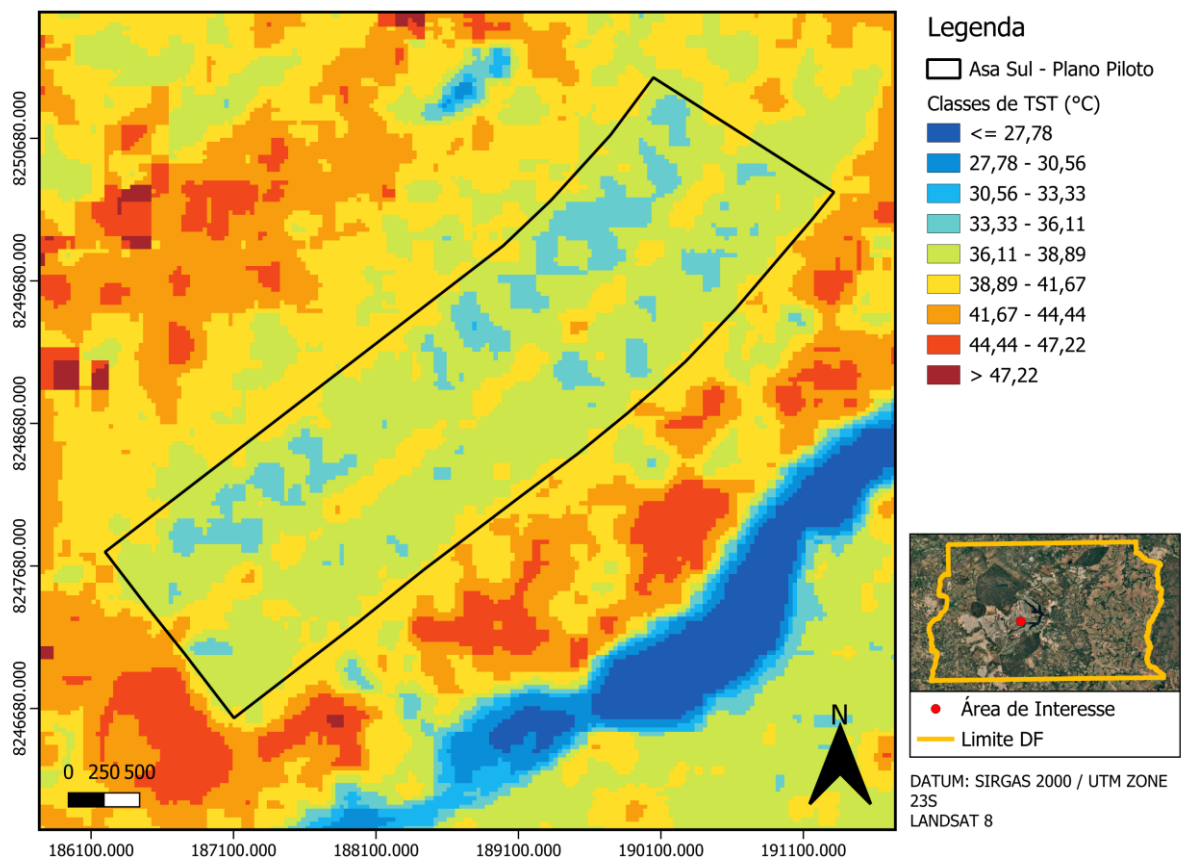 Legenda
Asa Sul - Plano Piloto
Classes de TST (°C)
<= 27,78
27,78 - 30,56
30,56 - 33,33
33,33 - 36,11
36,11 - 38,89
38,89 - 41,67
41,67 - 44,44
44,44 - 47,22
> 47,22
8250680.000
8249680.000
8248680.000
8247680.000
8246680.000
0 250 500
N
186100.000 187100.000 188100.000 189100.000 190100.000 191100.000
Área de Interesse
Limite DF
DATUM: SIRGAS 2000 / UTM ZONE
23S
LANDSAT 8